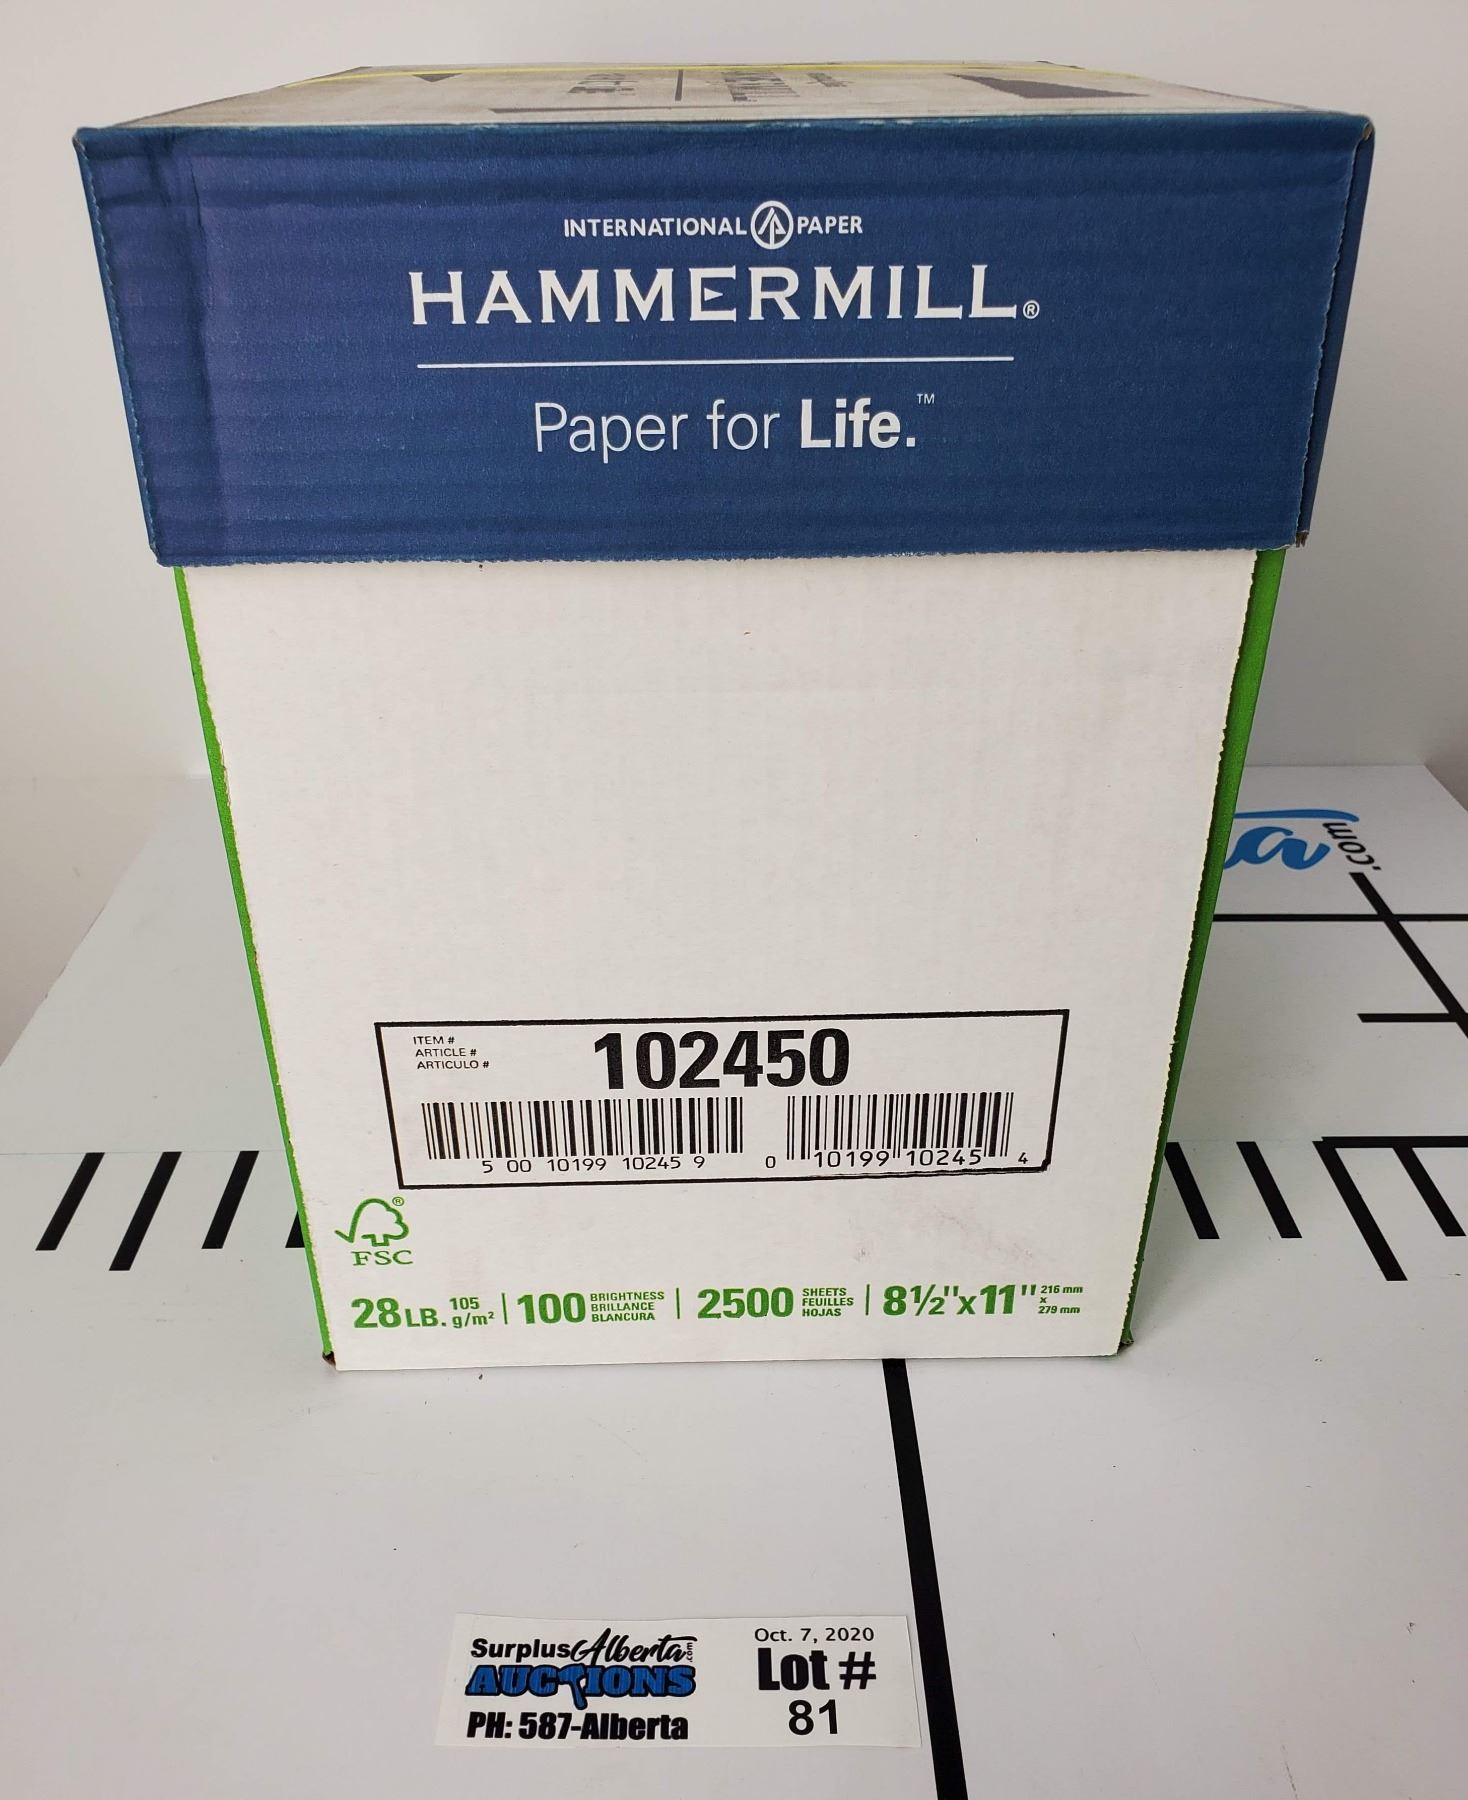 INTERNATIONAL PAPER
HAMMERMILL®
Paper for Life.™
.com
ITEM #
ARTICLE #
ARTICULO #
102450
5 00 10199 10245 9
0 10199 10245 4
®
FSC
28 LB. 105 g/m² | 100 BRIGHTNESS BRILLANCE BLANCURA | 2500 SHEETS FEUILLES HOJAS | 8½"x11" 216 mm x 279 mm
SurplusAlberta.com
AUCTIONS
PH: 587-Alberta
Oct. 7, 2020
Lot #
81